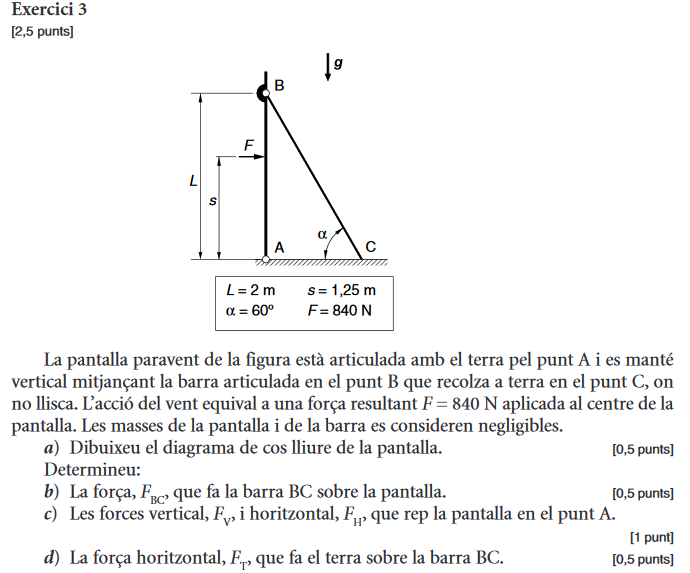 Exercici 3
[2,5 punts]
g
B
F
L
s
α
A
C
L = 2 m s = 1,25 m
α = 60º F = 840 N
La pantalla paravent de la figura està articulada amb el terra pel punt A i es manté
vertical mitjançant la barra articulada en el punt B que recolza a terra en el punt C, on
no llisca. L’acció del vent equival a una força resultant F = 840 N aplicada al centre de la
pantalla. Les masses de la pantalla i de la barra es consideren negligibles.
a) Dibuixeu el diagrama de cos lliure de la pantalla. [0,5 punts]
Determineu:
b) La força, F_BC, que fa la barra BC sobre la pantalla. [0,5 punts]
c) Les forces vertical, F_V, i horitzontal, F_H, que rep la pantalla en el punt A.
[1 punt]
d) La força horitzontal, F_T, que fa el terra sobre la barra BC. [0,5 punts]